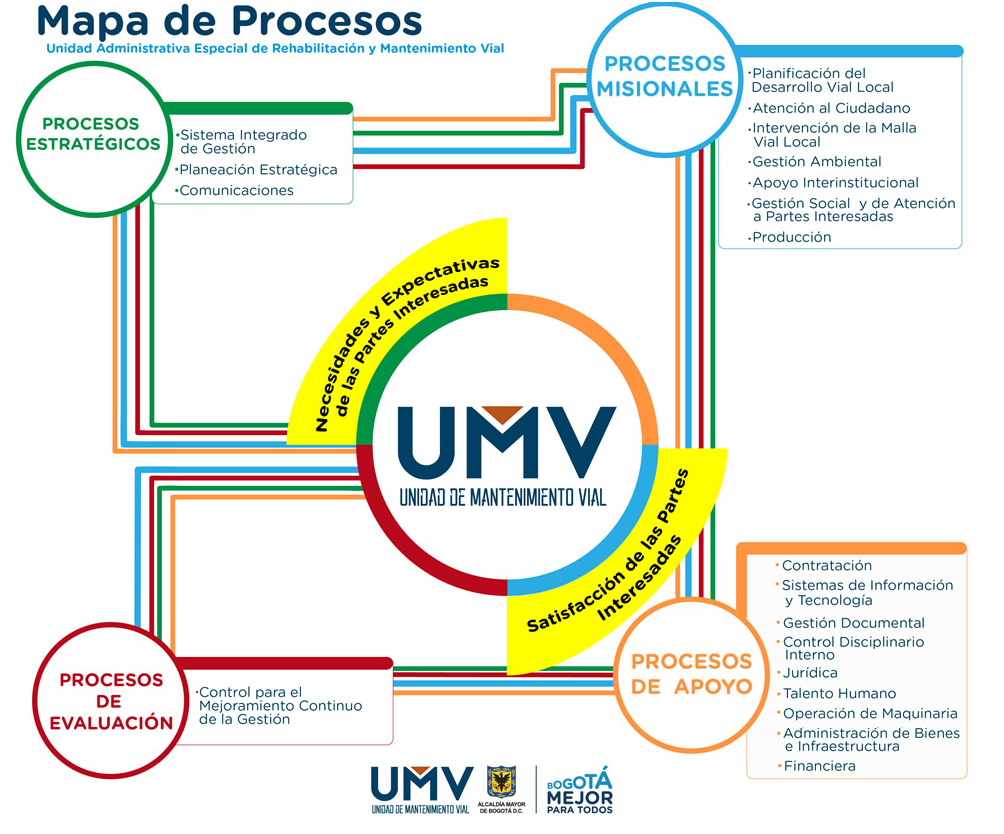 Mapa de Procesos
Unidad Administrativa Especial de Rehabilitación y Mantenimiento Vial
PROCESOS
ESTRATÉGICOS
•Sistema Integrado
de Gestión
•Planeación Estratégica
•Comunicaciones
PROCESOS
MISIONALES
•Planificación del
Desarrollo Vial Local
•Atención al Ciudadano
•Intervención de la Malla
Vial Local
•Gestión Ambiental
•Apoyo Interinstitucional
•Gestión Social y de Atención
a Partes Interesadas
•Producción
Necesidades y Expectativas
de las Partes Interesadas
UMV
UNIDAD DE MANTENIMIENTO VIAL
Satisfacción de las Partes
Interesadas
PROCESOS
DE
EVALUACIÓN
•Control para el
Mejoramiento Continuo
de la Gestión
PROCESOS
DE APOYO
• Contratación
• Sistemas de Información
y Tecnología
• Gestión Documental
• Control Disciplinario
Interno
• Jurídica
• Talento Humano
• Operación de Maquinaria
• Administración de Bienes
e Infraestructura
• Financiera
UMV
UNIDAD DE MANTENIMIENTO VIAL
ALCALDÍA MAYOR
DE BOGOTÁ D.C.
BOGOTÁ
MEJOR
PARA TODOS